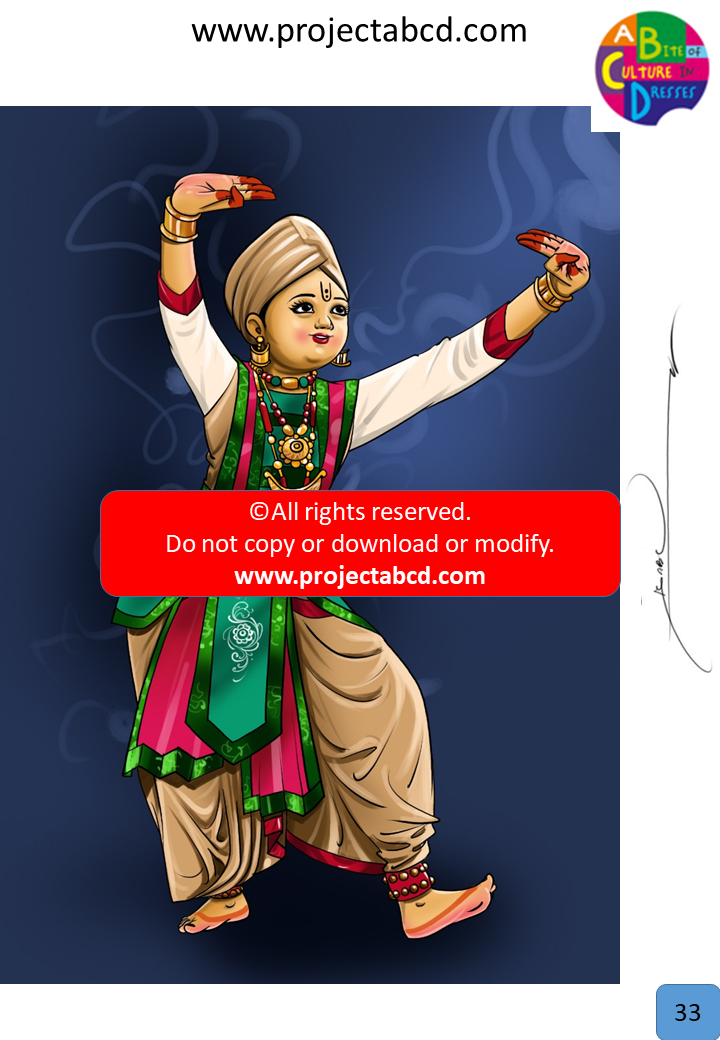 www.projectabcd.com
A BITE OF
CULTURE IN
DRESSES
©All rights reserved.
Do not copy or download or modify.
www.projectabcd.com
33